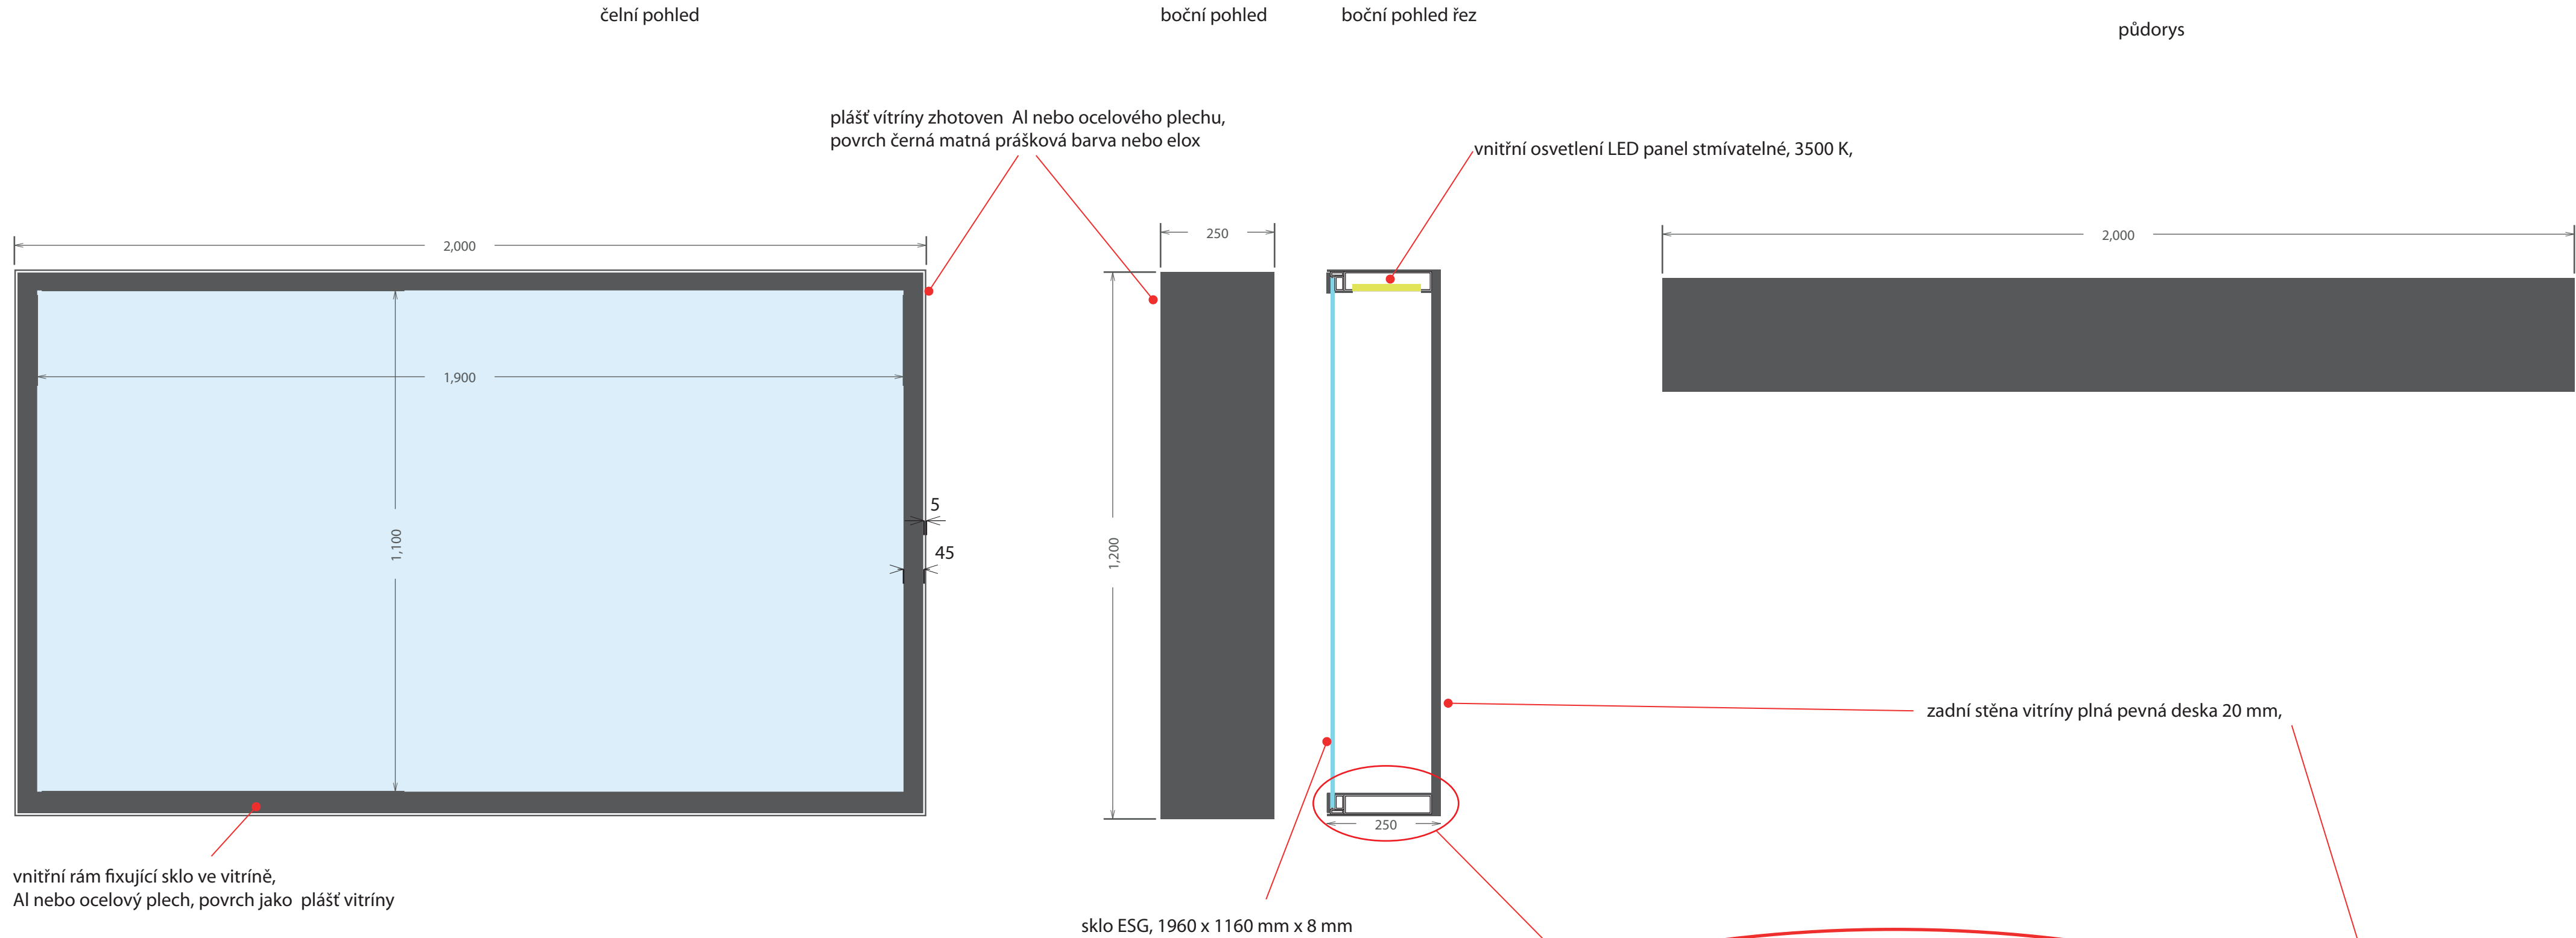 čelní pohled
boční pohled
boční pohled řez
půdorys
plášť vítríny zhotoven  Al nebo ocelového plechu,
povrch černá matná prášková barva nebo elox
vnitřní osvetlení LED panel stmívatelné, 3500 K,
2,000
250
2,000
1,900
1,100
5
45
1,200
zadní stěna vitríny plná pevná deska 20 mm,
250
vnitřní rám fixující sklo ve vitríně,
Al nebo ocelový plech, povrch jako  plášť vitríny
sklo ESG, 1960 x 1160 mm x 8 mm